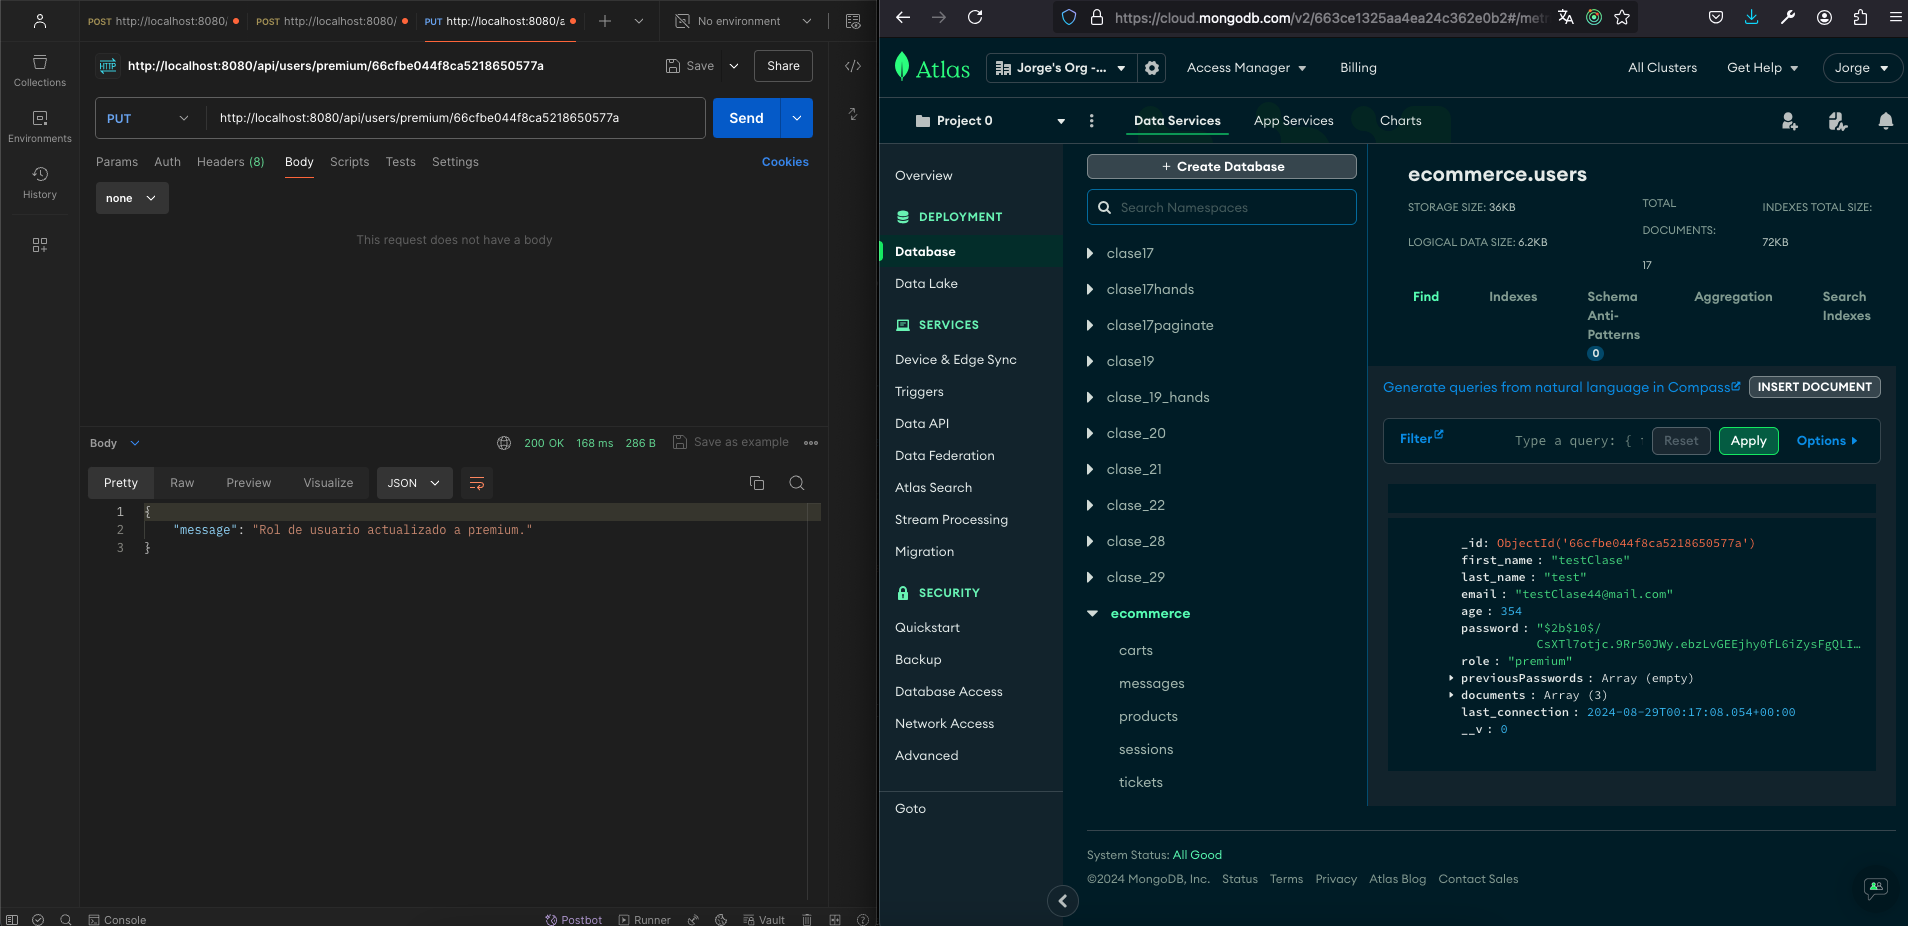 POST http://localhost:8080/
POST http://localhost:8080/
PUT http://localhost:8080/a
No environment
Collections
Environments
History
HTTP
http://localhost:8080/api/users/premium/66cfbe044f8ca5218650577a
Save
Share
PUT
http://localhost:8080/api/users/premium/66cfbe044f8ca5218650577a
Send
Params Auth Headers (8) Body Scripts Tests Settings
Cookies
none
This request does not have a body
Body
200 OK 168 ms 286 B
Save as example
Pretty Raw Preview Visualize
JSON
1 {
2 "message": "Rol de usuario actualizado a premium."
3 }
Console
Postbot
Runner
Vault
https://cloud.mongodb.com/v2/663ce1325aa4ea24c362e0b2#/metr
Atlas
Jorge's Org -...
Access Manager
Billing
All Clusters
Get Help
Jorge
Project 0
Data Services
App Services
Charts
Overview
DEPLOYMENT
Database
Data Lake
SERVICES
Device & Edge Sync
Triggers
Data API
Data Federation
Atlas Search
Stream Processing
Migration
SECURITY
Quickstart
Backup
Database Access
Network Access
Advanced
Goto
+ Create Database
Search Namespaces
clase17
clase17hands
clase17paginate
clase19
clase_19_hands
clase_20
clase_21
clase_22
clase_28
clase_29
ecommerce
carts
messages
products
sessions
tickets
ecommerce.users
STORAGE SIZE: 36KB
LOGICAL DATA SIZE: 6.2KB
TOTAL
DOCUMENTS:
17
INDEXES TOTAL SIZE:
72KB
Find
Indexes
Schema
Anti-
Patterns
0
Aggregation
Search
Indexes
Generate queries from natural language in Compass
INSERT DOCUMENT
Filter
Type a query: {
Reset
Apply
Options
_id: ObjectId('66cfbe044f8ca5218650577a')
first_name : "testClase"
last_name : "test"
email : "testClase44@mail.com"
age : 354
password : "$2b$10$/
CsXTl7otjc.9Rr50JWy.ebzLvGEEjhy0fL6iZysFgQLI…
role : "premium"
previousPasswords : Array (empty)
documents : Array (3)
last_connection : 2024-08-29T00:17:08.054+00:00
__v : 0
System Status: All Good
©2024 MongoDB, Inc. Status Terms Privacy Atlas Blog Contact Sales